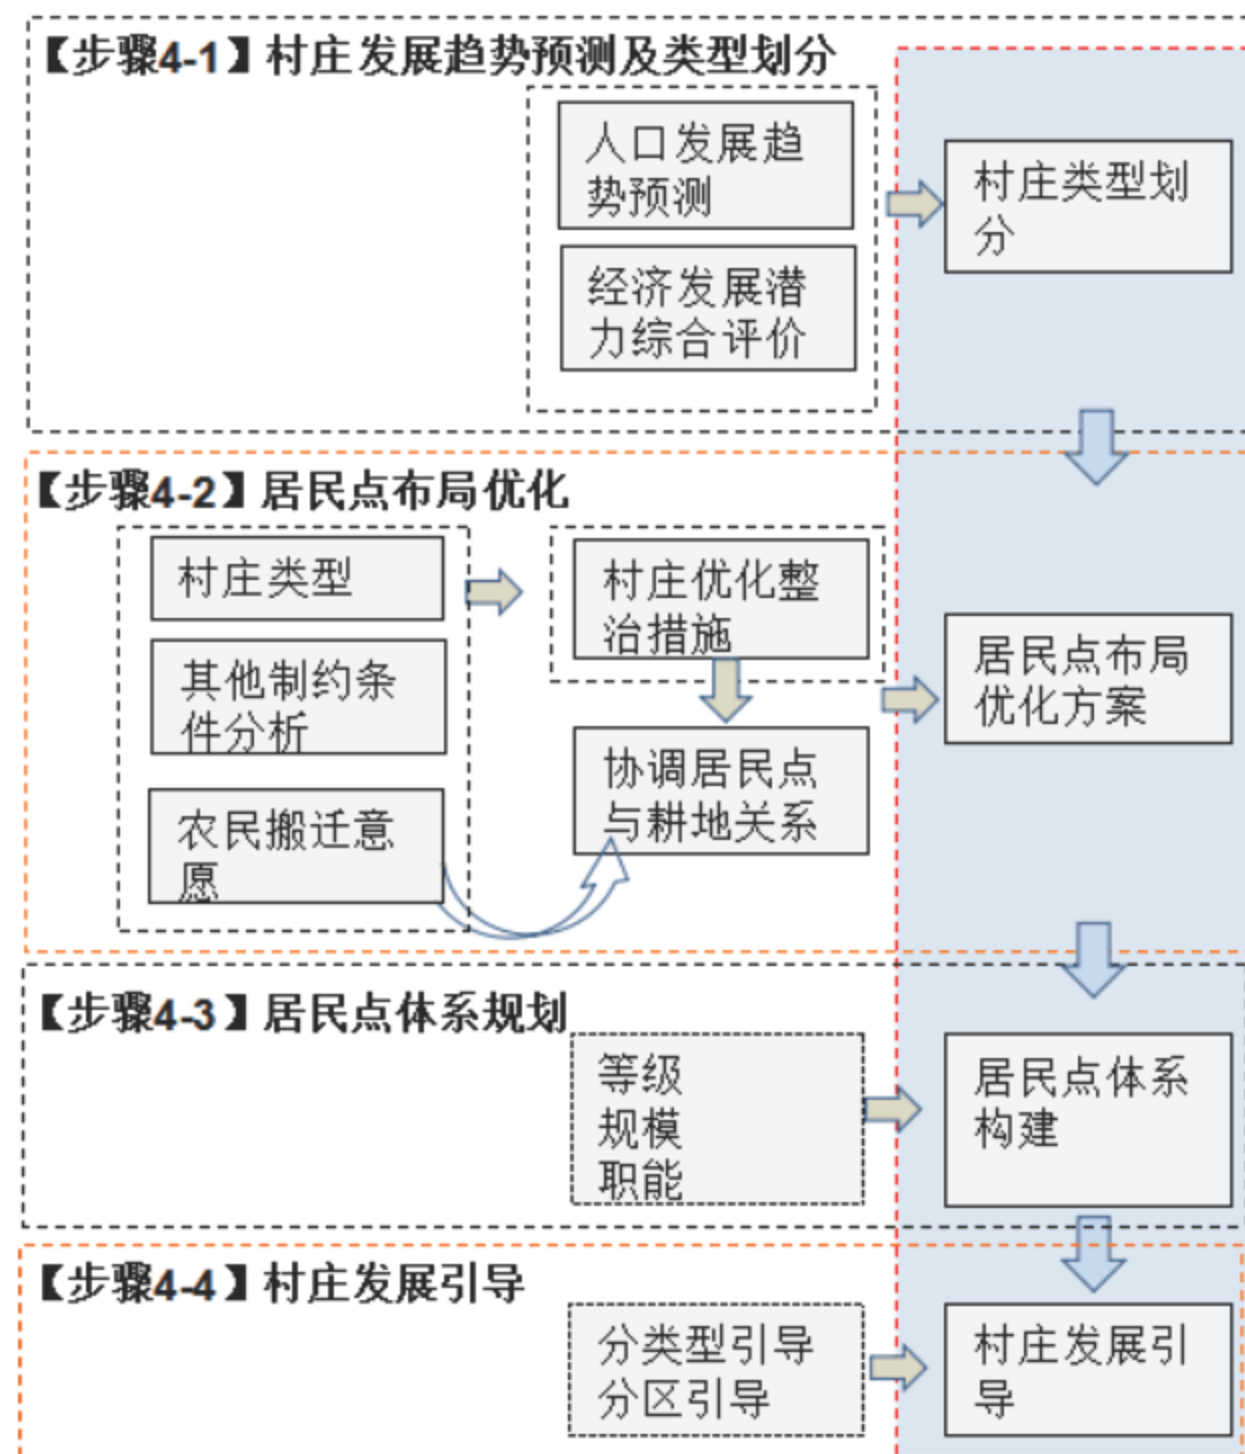 【步骤4-1】村庄发展趋势预测及类型划分
人口发展趋
势预测
经济发展潜
力综合评价
村庄类型划
分
【步骤4-2】居民点布局优化
村庄类型
其他制约条
件分析
农民搬迁意
愿
村庄优化整
治措施
协调居民点
与耕地关系
居民点布局
优化方案
【步骤4-3】居民点体系规划
等级
规模
职能
居民点体系
构建
【步骤4-4】村庄发展引导
分类型引导
分区引导
村庄发展引
导